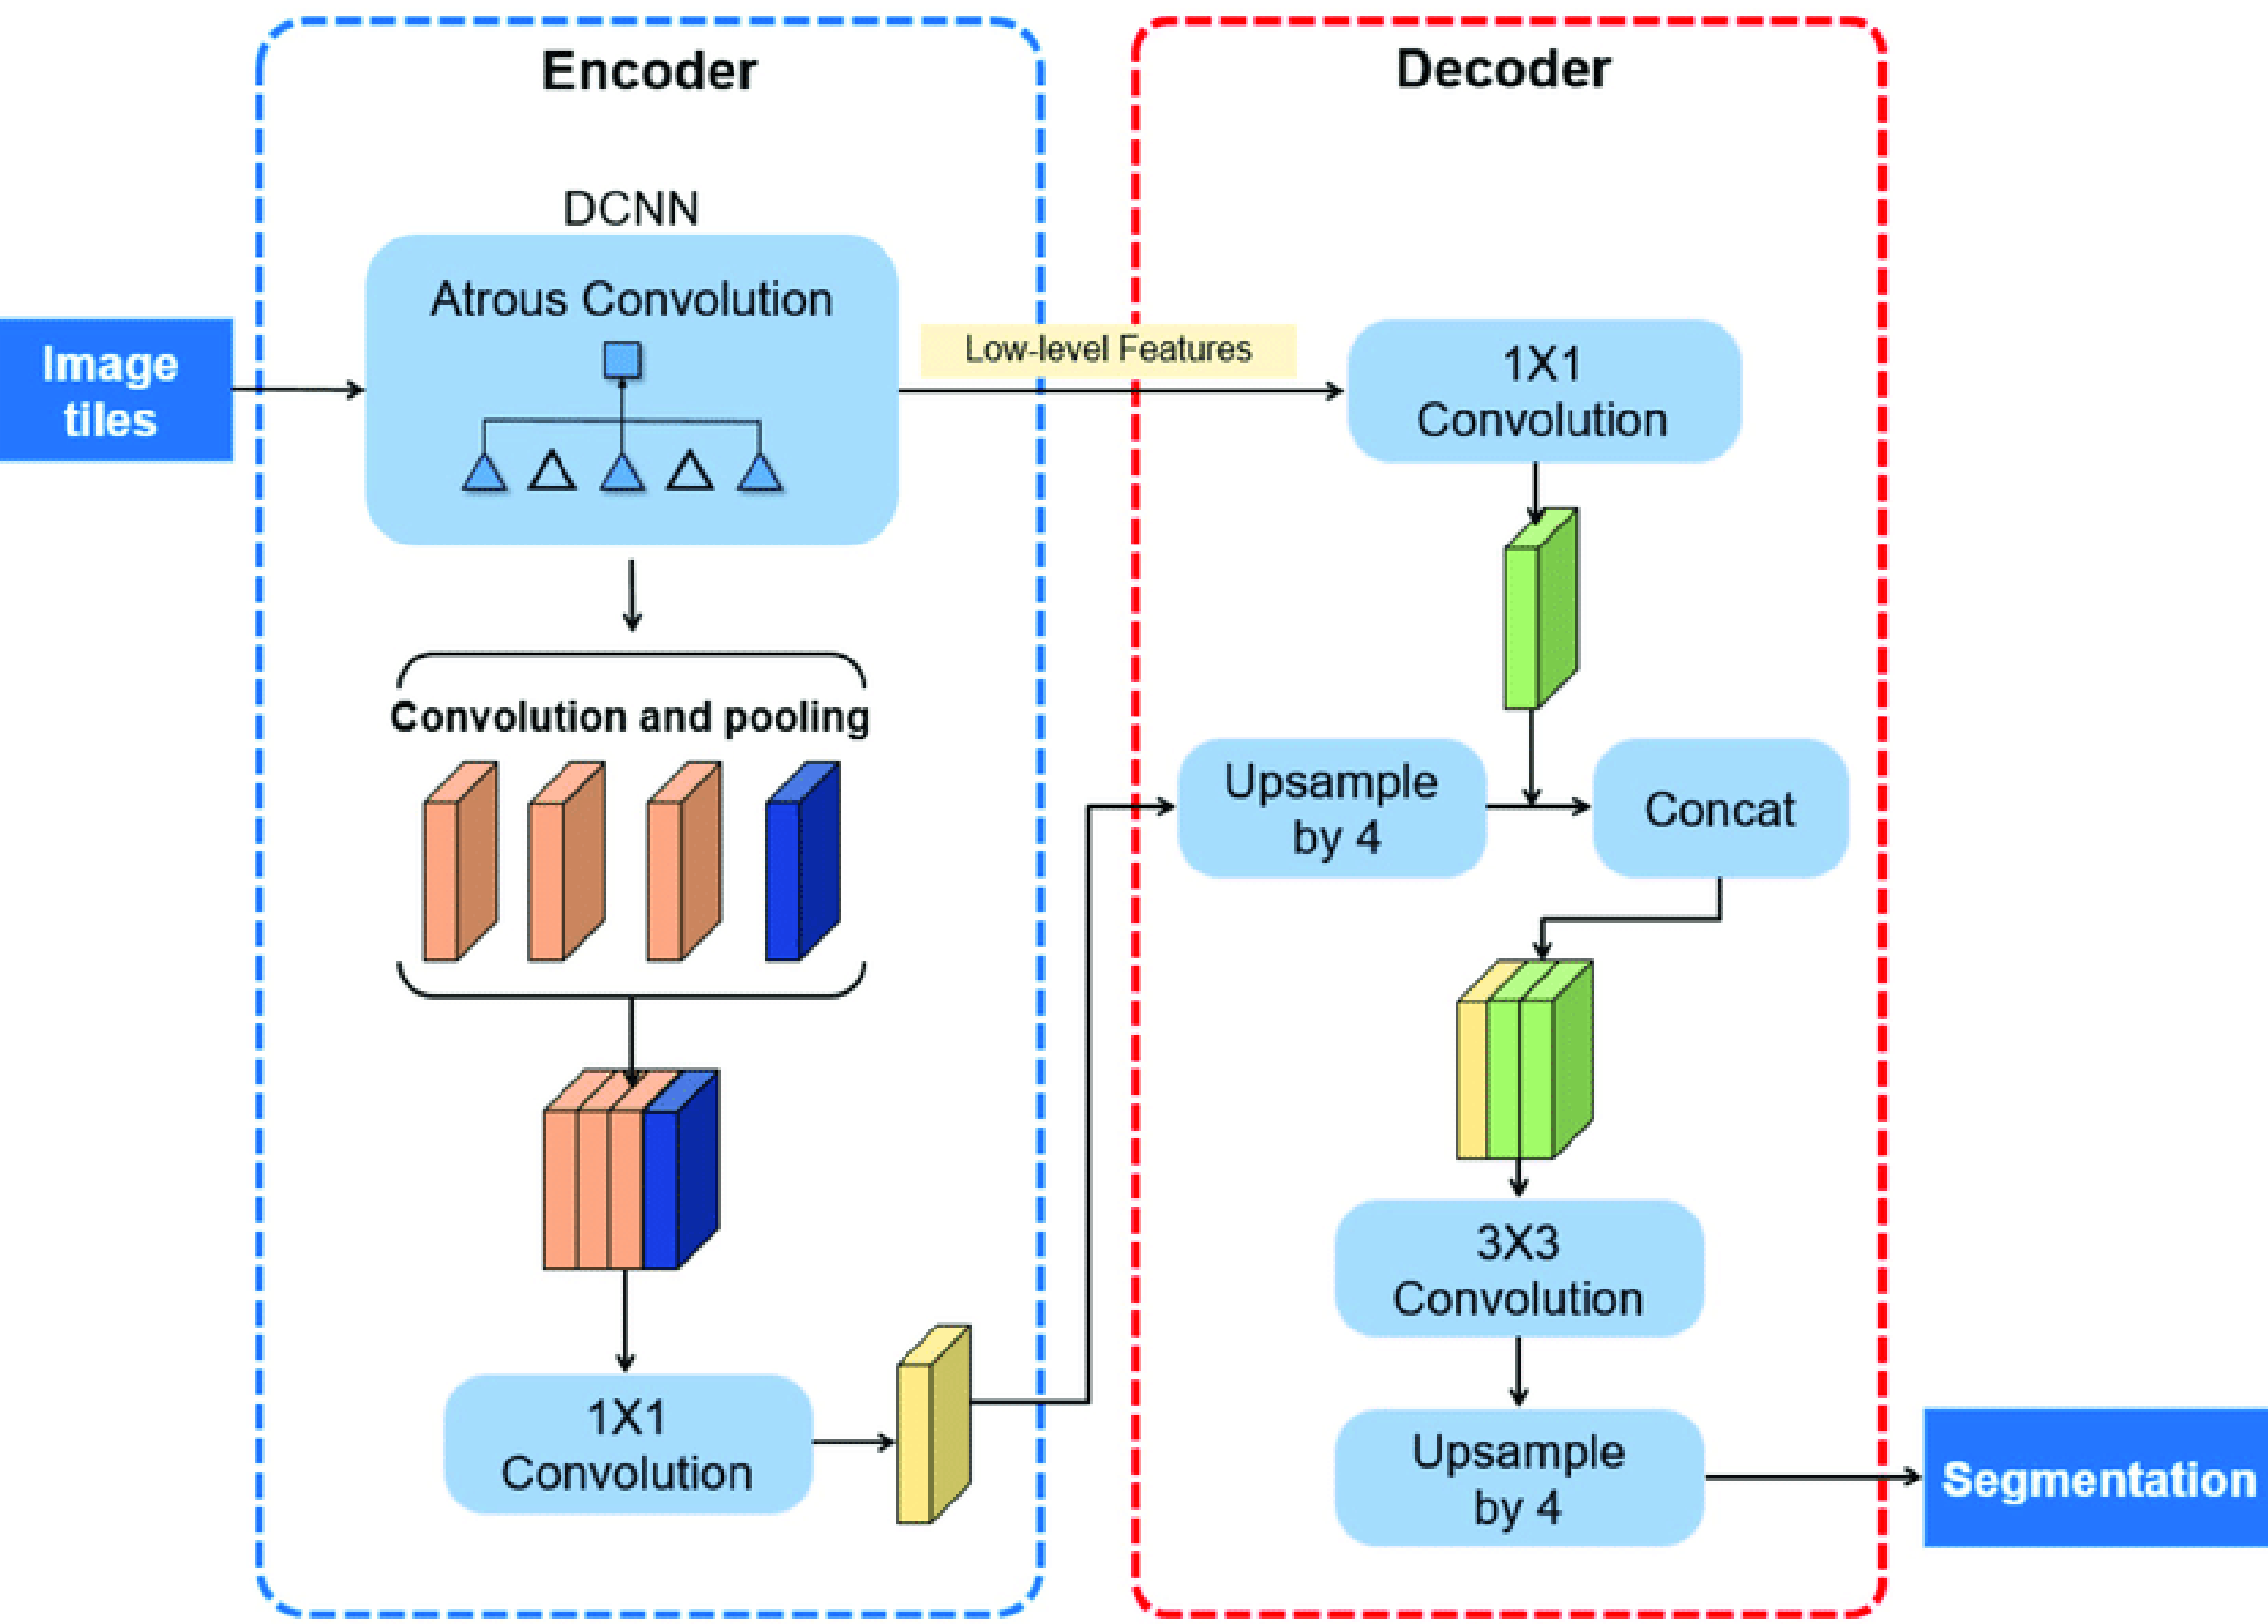 Encoder
Decoder
DCNN
Atrous Convolution
Image
tiles
Low-level Features
1X1
Convolution
Convolution and pooling
Upsample
by 4
Concat
3X3
Convolution
1X1
Convolution
Upsample
by 4
Segmentation